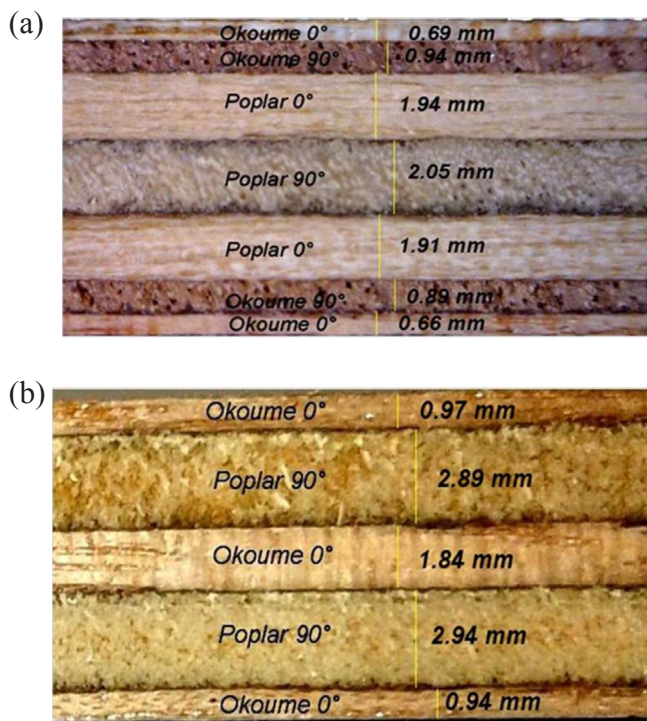 (a)
Okoume 0° 0.69 mm
Okoume 90° 0.94 mm
Poplar 0° 1.94 mm
Poplar 90° 2.05 mm
Poplar 0° 1.91 mm
Okoume 90° 0.89 mm
Okoume 0° 0.66 mm
(b)
Okoume 0° 0.97 mm
Poplar 90° 2.89 mm
Okoume 0° 1.84 mm
Poplar 90° 2.94 mm
Okoume 0° 0.94 mm